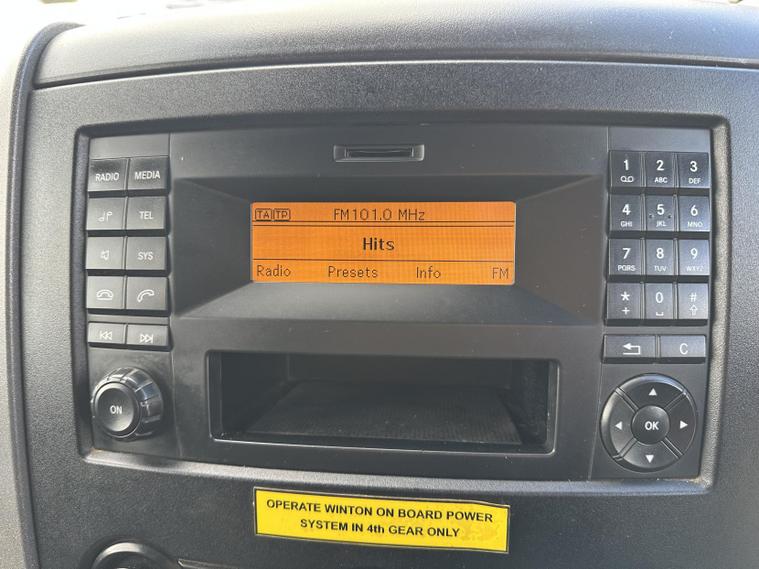 RADIO MEDIA
TEL
SYS
ON
TA TP FM101.0 MHz
Hits
Radio Presets Info FM
1 2 ABC 3 DEF
4 GHI 5 JKL 6 MNO
7 PQRS 8 TUV 9 WXYZ
* + 0 #
C
OK
OPERATE WINTON ON BOARD POWER
SYSTEM IN 4th GEAR ONLY